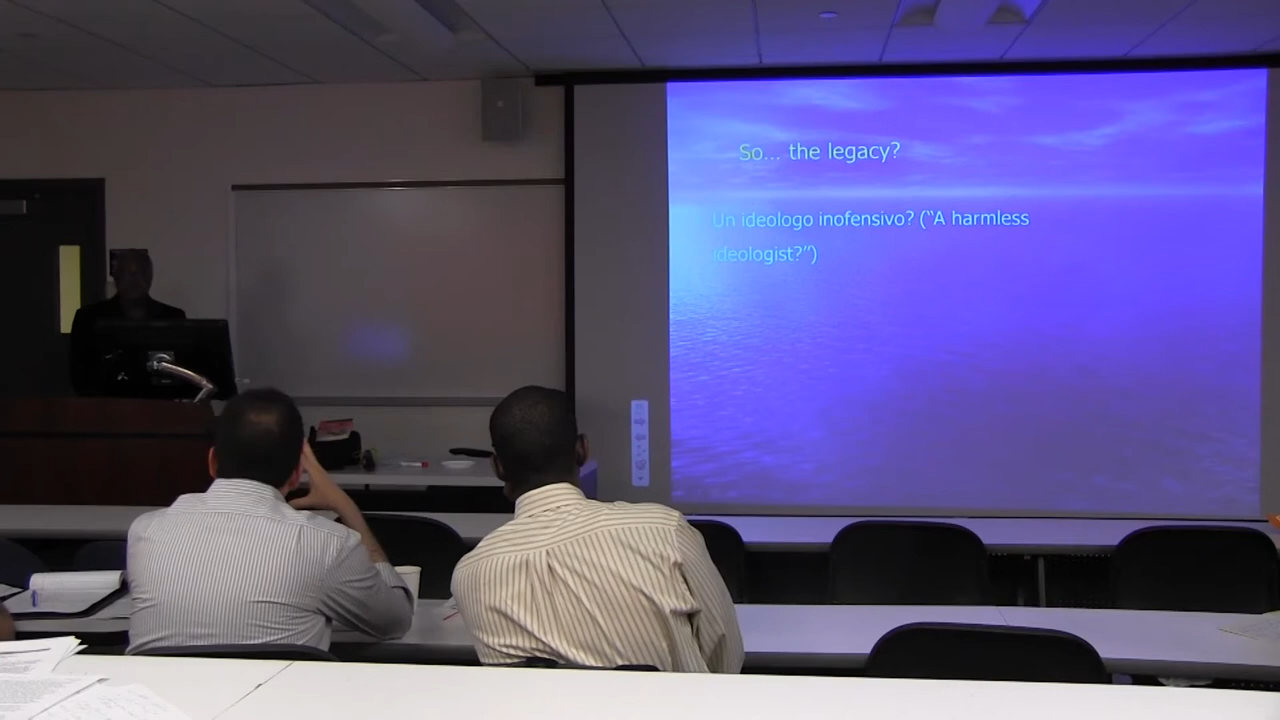 So... the legacy?
Un ideologo inofensivo? (“A harmless
ideologist?”)